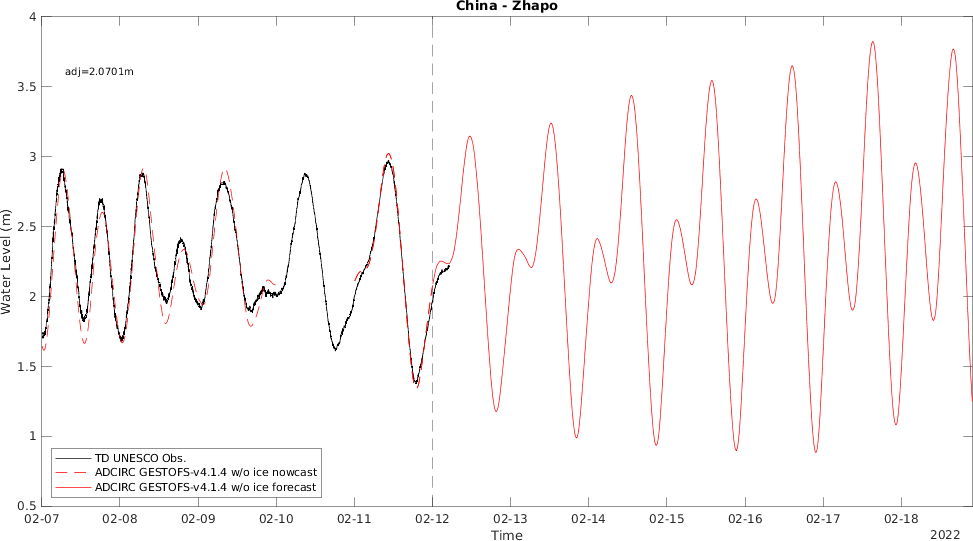 China - Zhapo
4
3.5
3
2.5
2
1.5
1
0.5
Water Level (m)
adj=2.0701m
TD UNESCO Obs.
ADCIRC GESTOFS-v4.1.4 w/o ice nowcast
ADCIRC GESTOFS-v4.1.4 w/o ice forecast
02-07 02-08 02-09 02-10 02-11 02-12 02-13 02-14 02-15 02-16 02-17 02-18
Time
2022